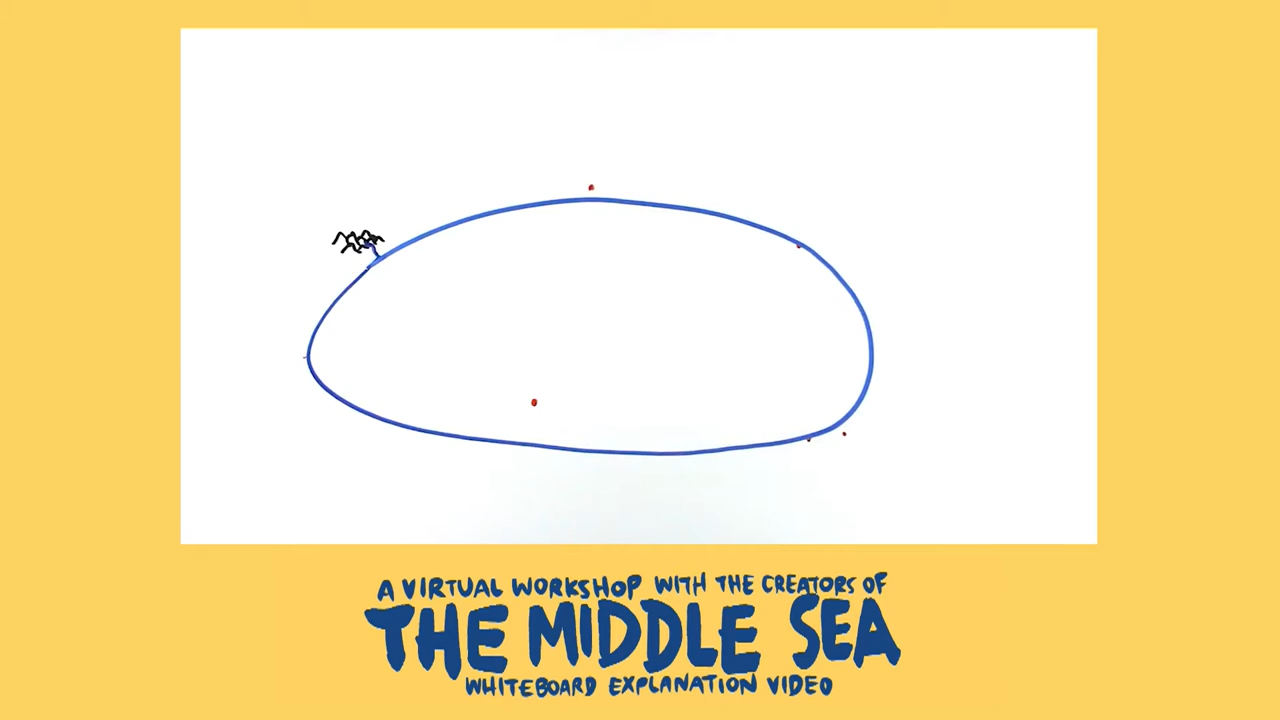 A VIRTUAL WORKSHOP WITH THE CREATORS OF
THE MIDDLE SEA
WHITEBOARD EXPLANATION VIDEO